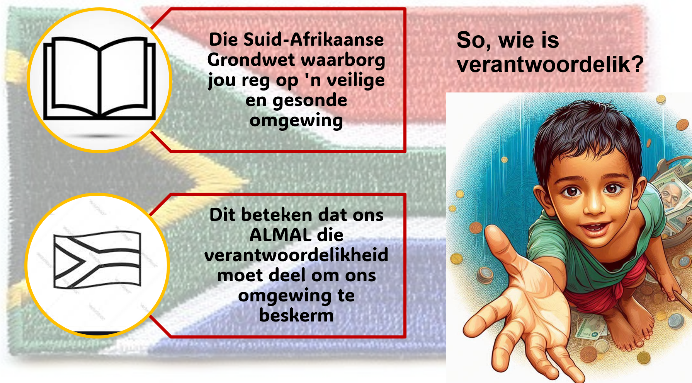 Die Suid-Afrikaanse
Grondwet waarborg
jou reg op 'n veilige
en gesonde
omgewing
So, wie is
verantwoordelik?
Dit beteken dat ons
ALMAL die
verantwoordelikheid
moet deel om ons
omgewing te
beskerm